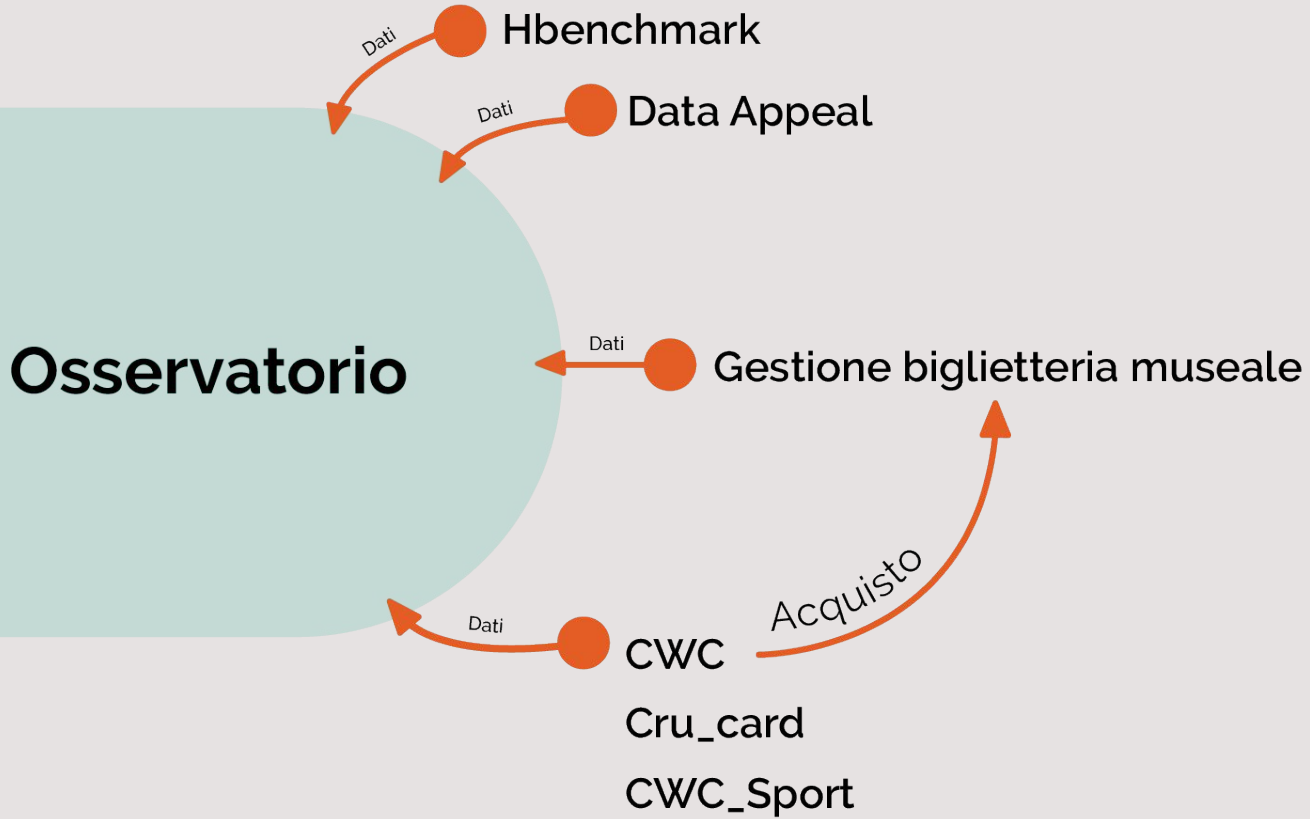 Dati
Hbenchmark
Dati
Data Appeal
Osservatorio
Dati
Gestione biglietteria museale
Acquisto
Dati
CWC
Cru_card
CWC_Sport